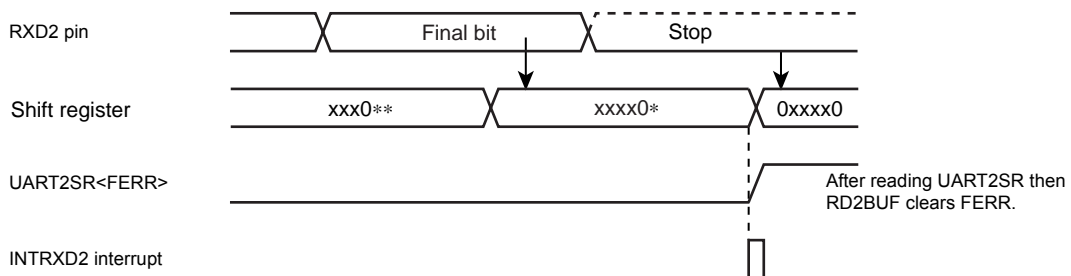 RXD2 pin
Final bit
Stop
Shift register
xxx0**
xxxx0*
0xxxx0
UART2SR<FERR>
After reading UART2SR then
RD2BUF clears FERR.
INTRXD2 interrupt